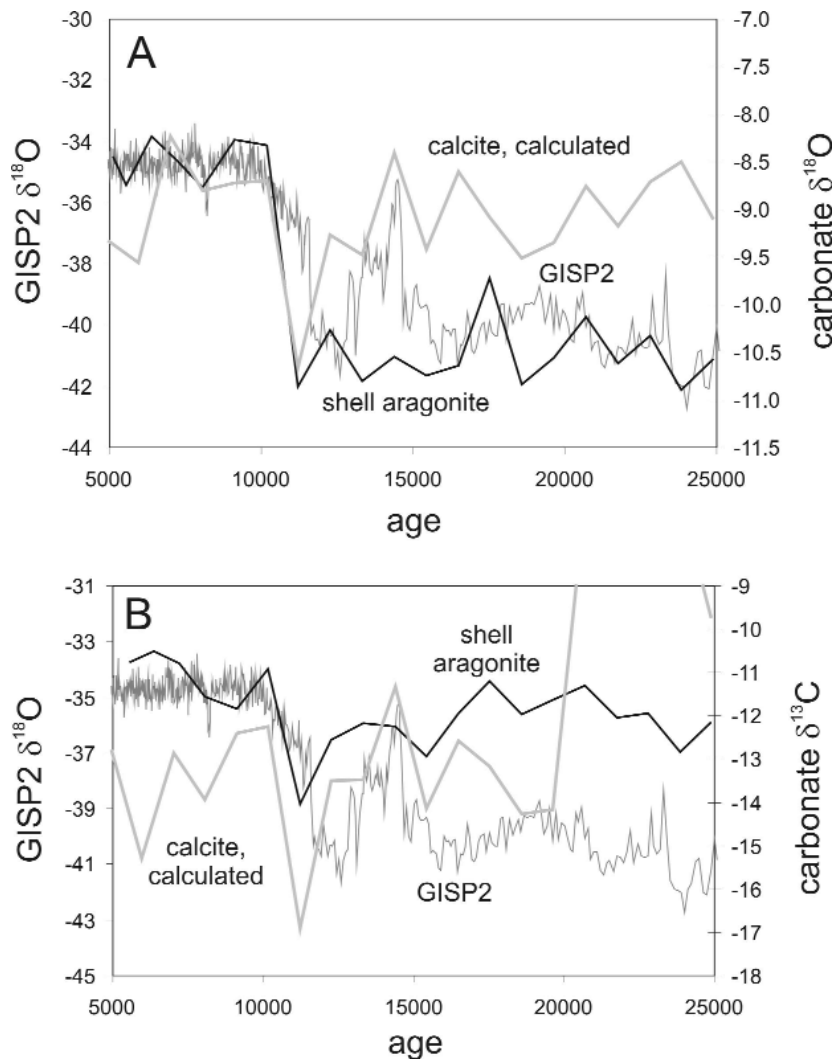 A
-30
-32
-34
-36
-38
-40
-42
-44
GISP2 δ¹⁸O
-7.0
-7.5
-8.0
-8.5
-9.0
-9.5
-10.0
-10.5
-11.0
-11.5
carbonate δ¹⁸O
calcite, calculated
GISP2
shell aragonite
5000 10000 15000 20000 25000
age
B
-31
-33
-35
-37
-39
-41
-43
-45
GISP2 δ¹⁸O
-9
-10
-11
-12
-13
-14
-15
-16
-17
-18
carbonate δ¹³C
shell
aragonite
calcite,
calculated
GISP2
5000 10000 15000 20000 25000
age